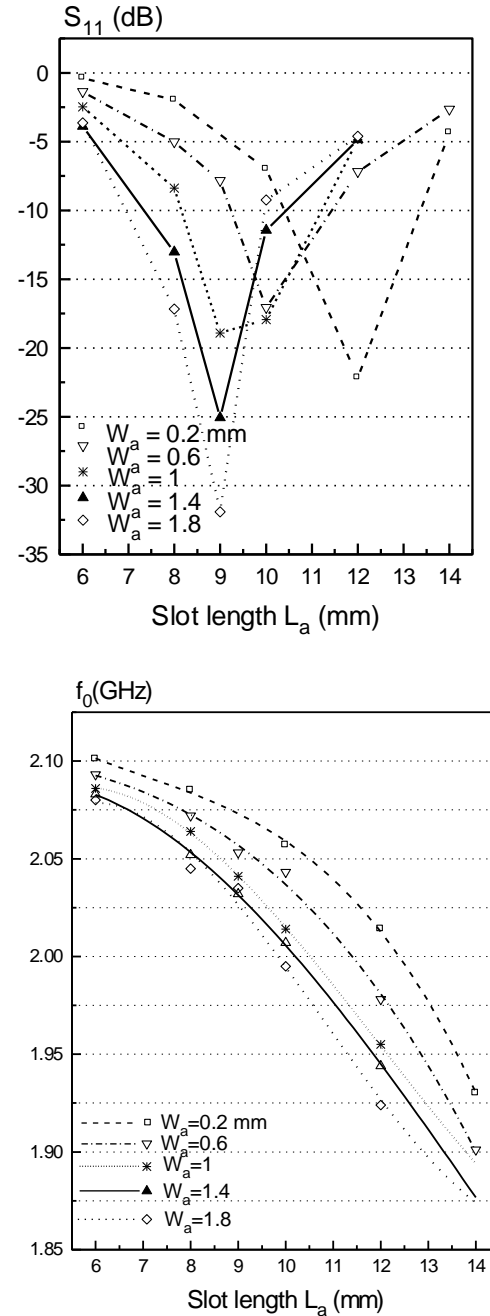 S11 (dB)
0
-5
-10
-15
-20
-25
-30
-35
Wa = 0.2 mm
Wa = 0.6
Wa = 1
Wa = 1.4
Wa = 1.8
6 7 8 9 10 11 12 13 14
Slot length La (mm)
f0(GHz)
2.10
2.05
2.00
1.95
1.90
1.85
Wa=0.2 mm
Wa=0.6
Wa=1
Wa=1.4
Wa=1.8
6 7 8 9 10 11 12 13 14
Slot length La (mm)